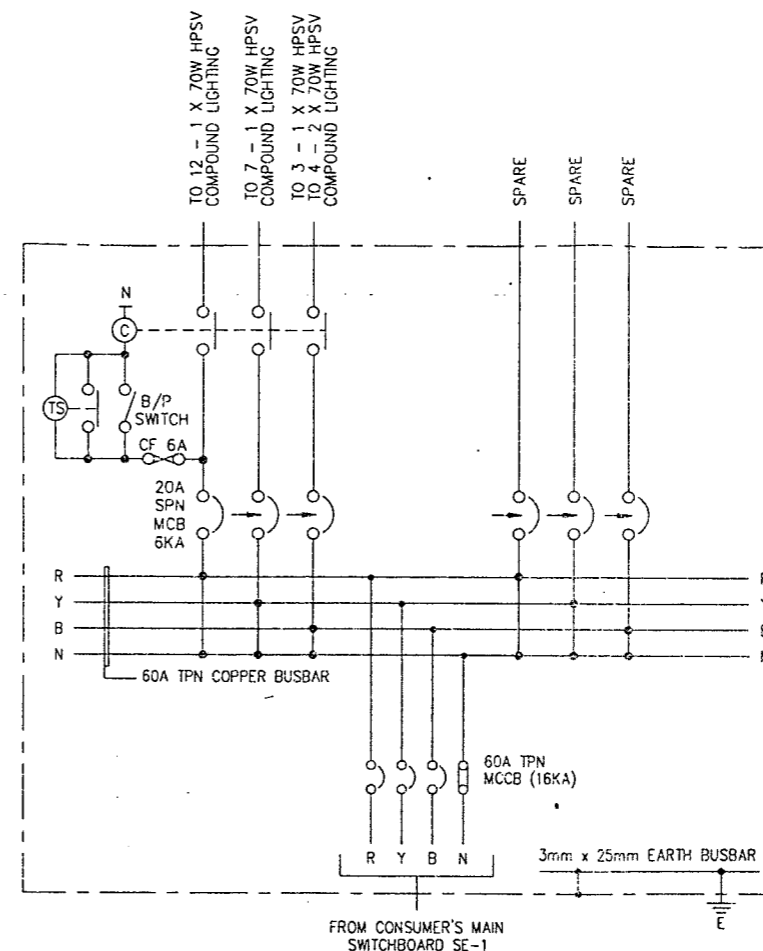 TO 12 - 1 X 70W HPSV
COMPOUND LIGHTING
TO 7 - 1 X 70W HPSV
COMPOUND LIGHTING
TO 3 - 1 X 70W HPSV
TO 4 - 2 X 70W HPSV
COMPOUND LIGHTING
SPARE
SPARE
SPARE
N
C
TS
B/P
SWITCH
CF 6A
20A
SPN
MCB
6KA
R
Y
B
N
60A TPN COPPER BUSBAR
60A TPN
MCCB (16KA)
R Y B N
3mm x 25mm EARTH BUSBAR
E
FROM CONSUMER'S MAIN
SWITCHBOARD SE-1